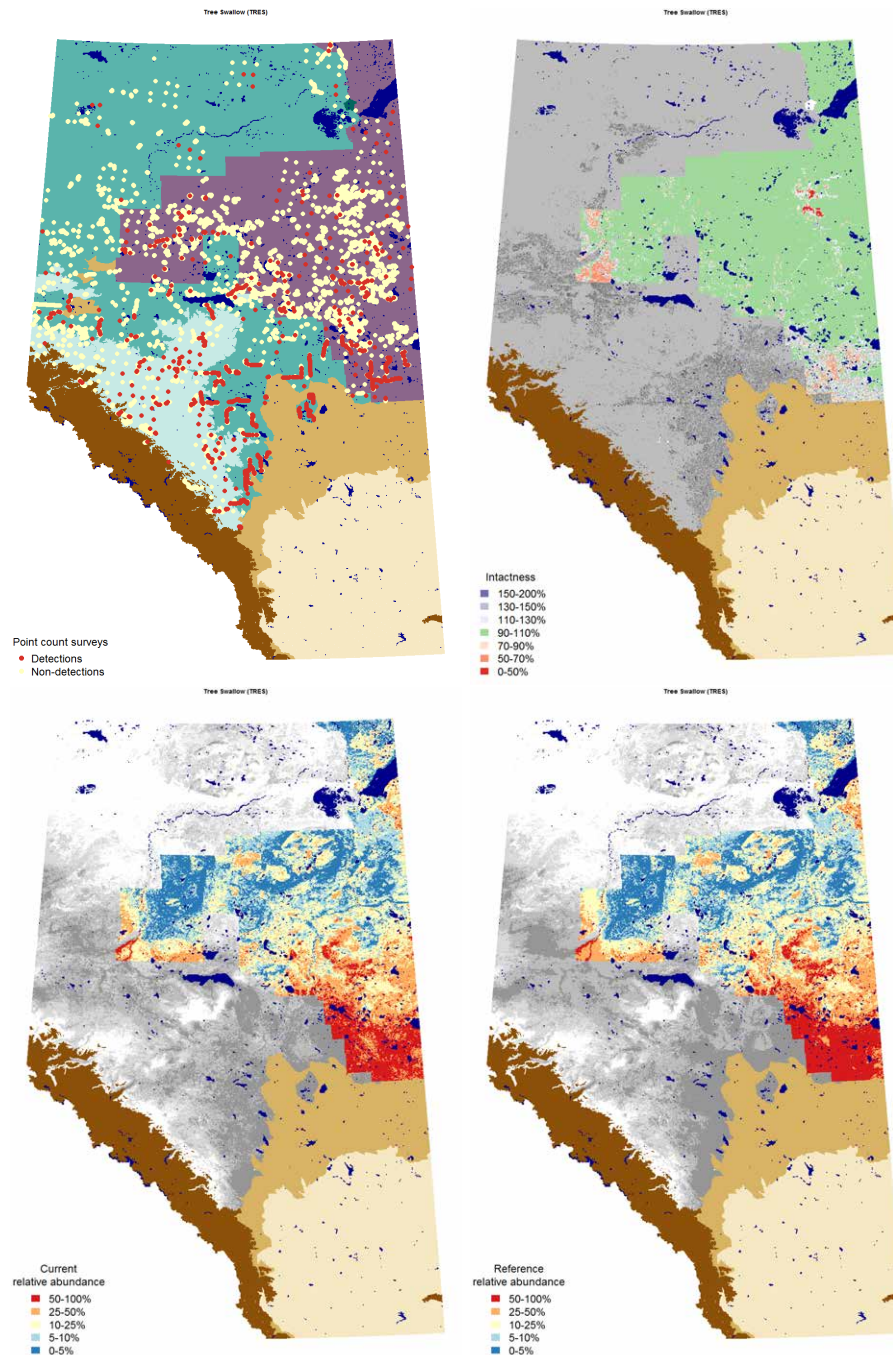 Tree Swallow (TRES)
Point count surveys
Detections
Non-detections
Tree Swallow (TRES)
Intactness
150-200%
130-150%
110-130%
90-110%
70-90%
50-70%
0-50%
Tree Swallow (TRES)
Current
relative abundance
50-100%
25-50%
10-25%
5-10%
0-5%
Tree Swallow (TRES)
Reference
relative abundance
50-100%
25-50%
10-25%
5-10%
0-5%